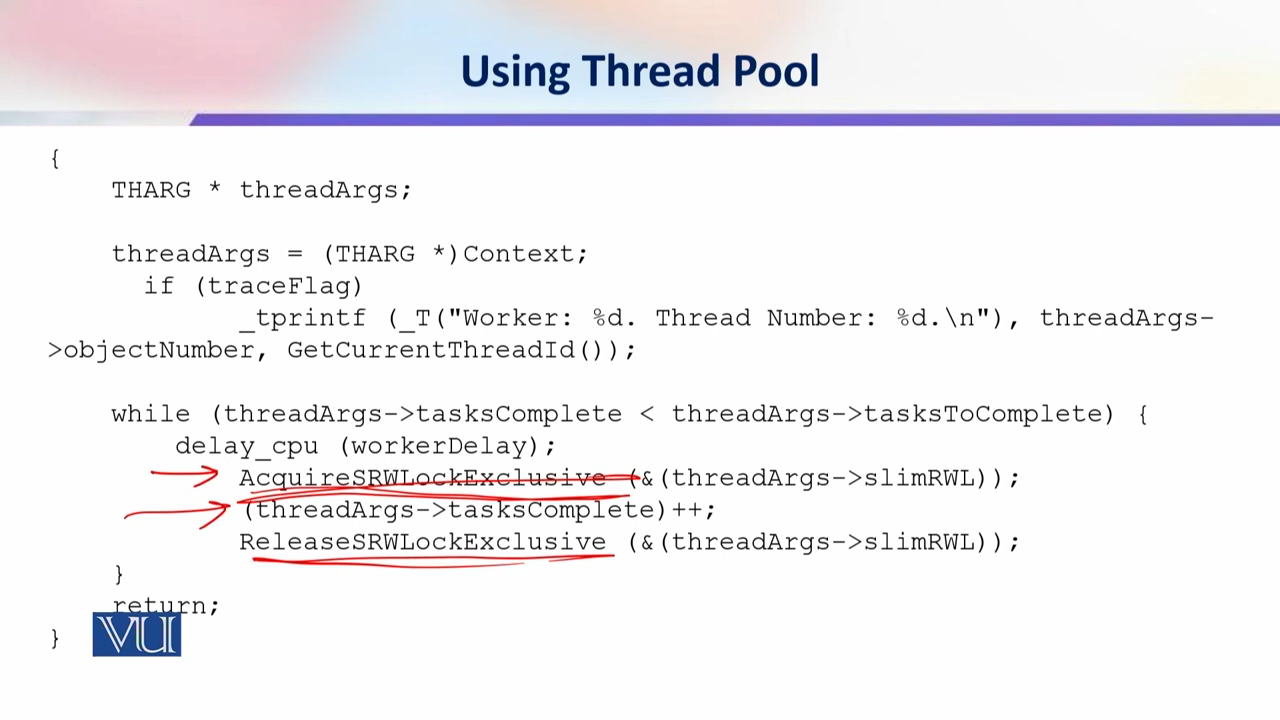 Using Thread Pool
{
THARG * threadArgs;
threadArgs = (THARG *)Context;
if (traceFlag)
_tprintf (_T("Worker: %d. Thread Number: %d.\n"), threadArgs-
>objectNumber, GetCurrentThreadId());
while (threadArgs->tasksComplete < threadArgs->tasksToComplete) {
delay_cpu (workerDelay);
AcquireSRWLockExclusive (&(threadArgs->slimRWL));
(threadArgs->tasksComplete)++;
ReleaseSRWLockExclusive (&(threadArgs->slimRWL));
}
return;
}
VU